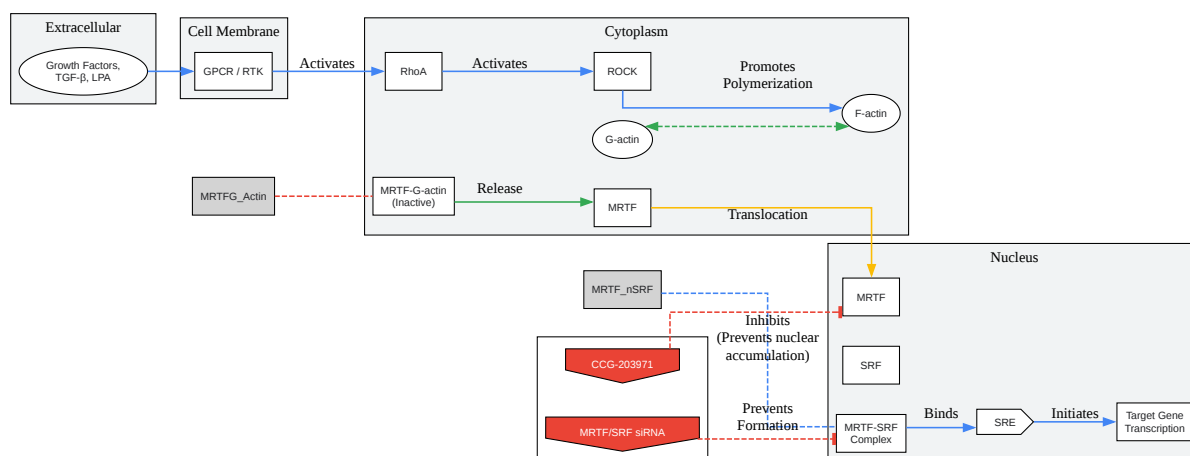 Extracellular
Growth Factors,
TGF-β, LPA
Cell Membrane
GPCR / RTK
Activates
Cytoplasm
RhoA
Activates
ROCK
Promotes
Polymerization
F-actin
G-actin
MRTFG_Actin
MRTF-G-actin
(Inactive)
Release
MRTF
Translocation
Nucleus
MRTF_nSRF
MRTF
Inhibits
(Prevents nuclear
accumulation)
CCG-203971
SRF
MRTF/SRF siRNA
Prevents
Formation
MRTF-SRF
Complex
Binds
SRE
Initiates
Target Gene
Transcription